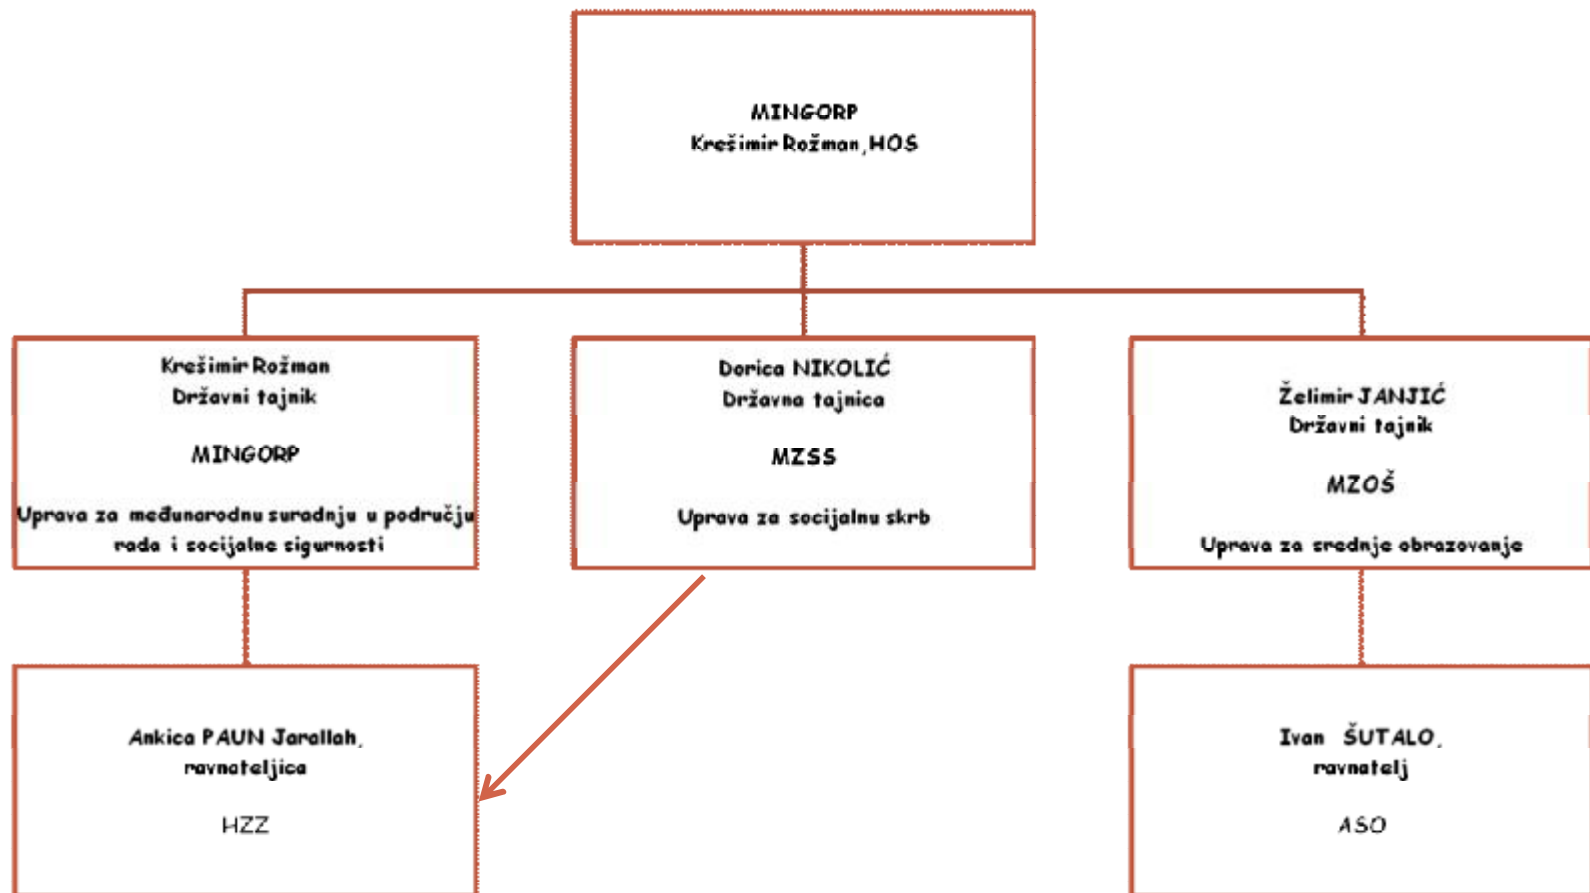 MINGORP
Krešimir Rožman, HOS
Krešimir Rožman
Državni tajnik
MINGORP
Uprava za međunarodnu suradnju u području
rada i socijalne sigurnosti
Dorica NIKOLIĆ
Državna tajnica
MZSS
Uprava za socijalnu skrb
Želimir JANJIĆ
Državni tajnik
MZOŠ
Uprava za srednje obrazovanje
Ankica PAUN Jarallah,
ravnateljica
HZZ
Ivan ŠUTALO,
ravnatelj
ASO